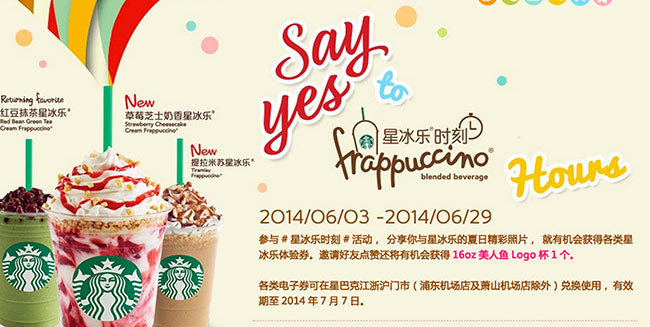 Say
yes
to
Returning favorite
红豆抹茶星冰乐®
Red Bean Green Tea
Cream Frappuccino®
New
草莓芝士奶香星冰乐®
Strawberry Cheesecake
Cream Frappuccino®
New
提拉米苏星冰乐®
Tiramisu
Frappuccino®
星冰乐®时刻
frappuccino®
blended beverage
Hours
2014/06/03 -2014/06/29
参与 # 星冰乐时刻 # 活动， 分享你与星冰乐的夏日精彩照片， 就有机会获得各类星
冰乐体验券。邀请好友点赞还将有机会获得 16oz 美人鱼 Logo 杯 1 个。
各类电子券可在星巴克江浙沪门市（浦东机场店及萧山机场店除外）兑换使用，有效
期至 2014 年 7 月 7 日。